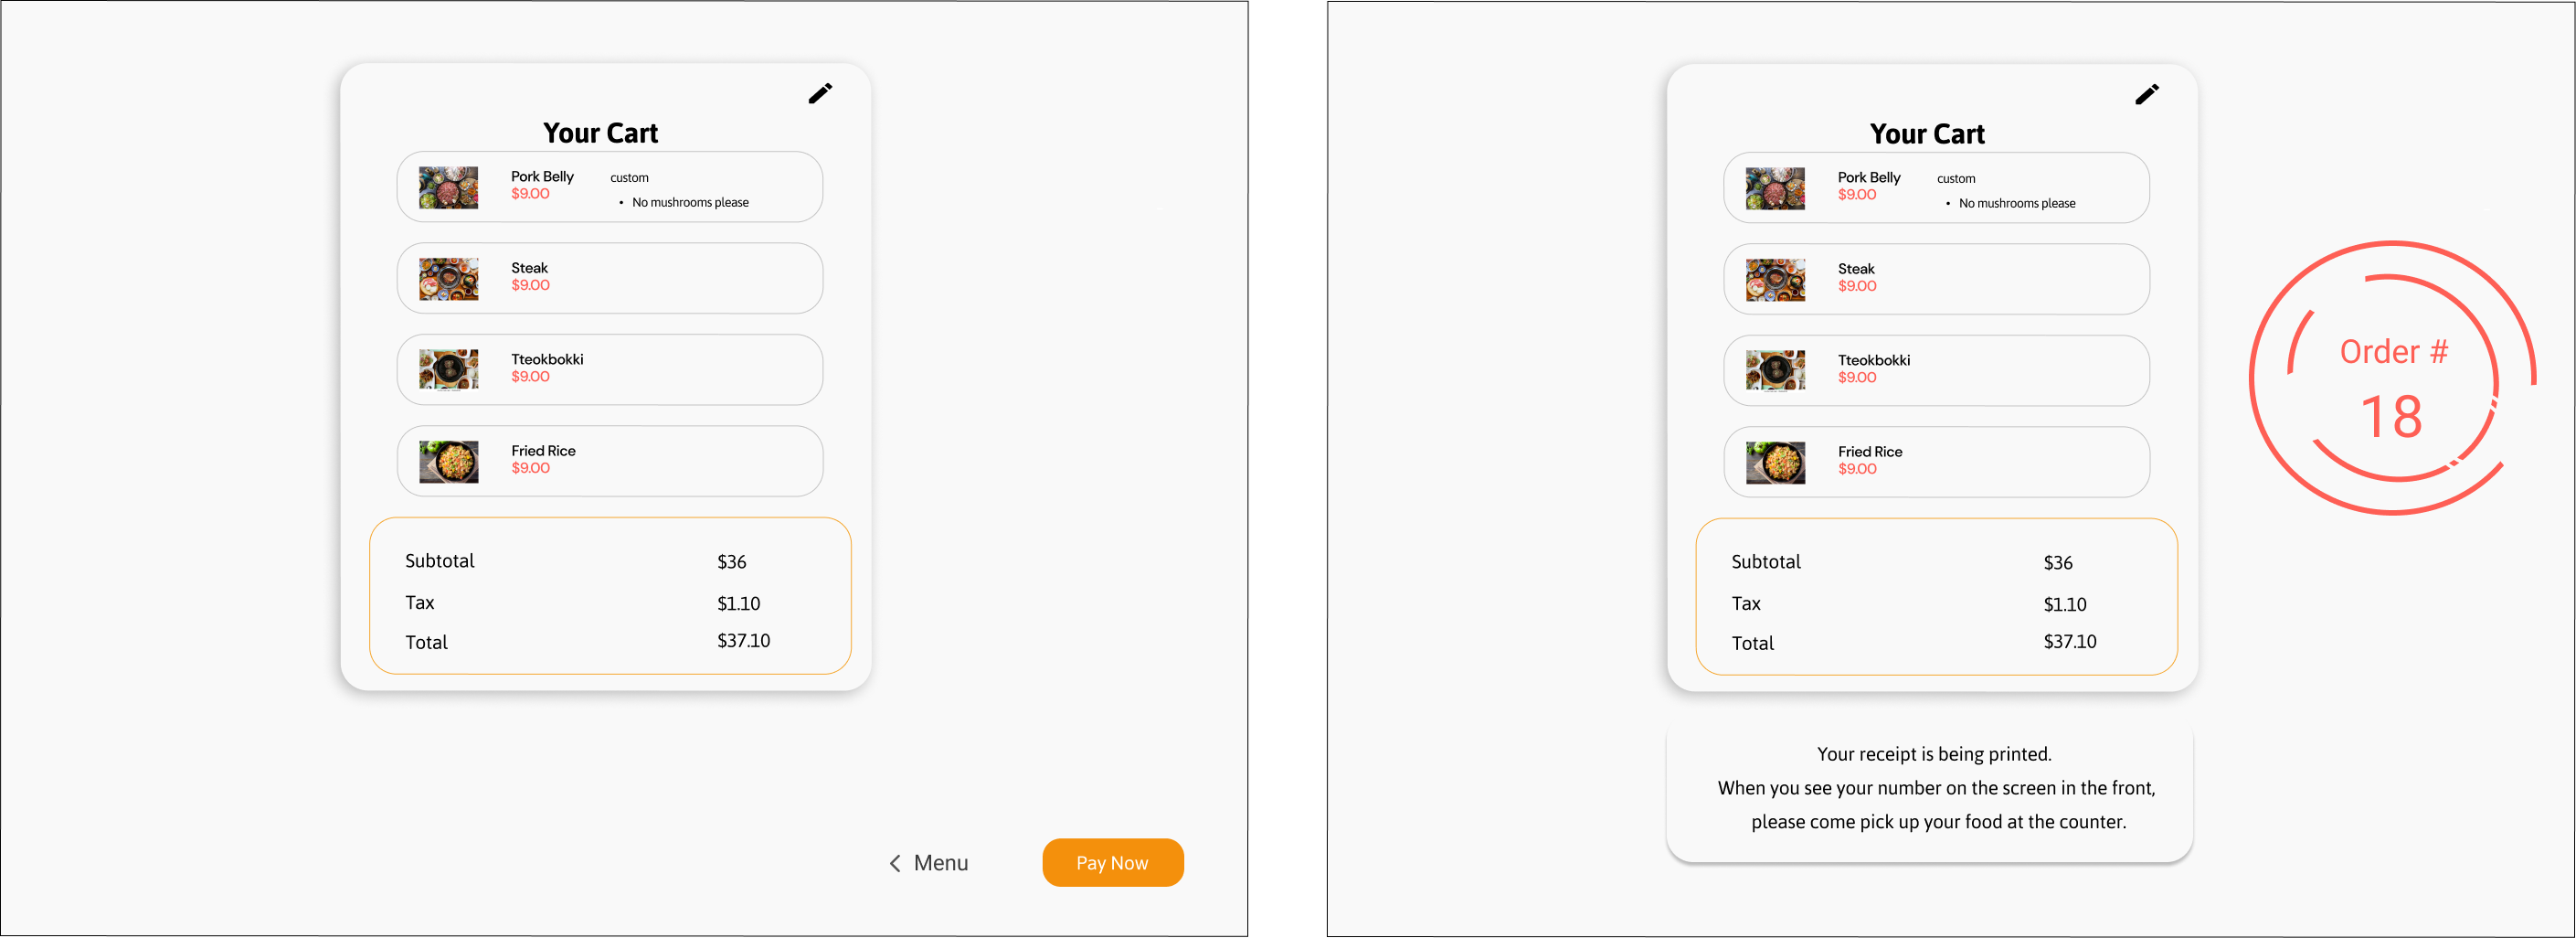 Your Cart
Pork Belly
$9.00
custom
• No mushrooms please
Steak
$9.00
Tteokbokki
$9.00
Fried Rice
$9.00
Subtotal $36
Tax $1.10
Total $37.10
Menu
Pay Now
Your Cart
Pork Belly
$9.00
custom
• No mushrooms please
Steak
$9.00
Tteokbokki
$9.00
Fried Rice
$9.00
Subtotal $36
Tax $1.10
Total $37.10
Order #
18
Your receipt is being printed.
When you see your number on the screen in the front,
please come pick up your food at the counter.